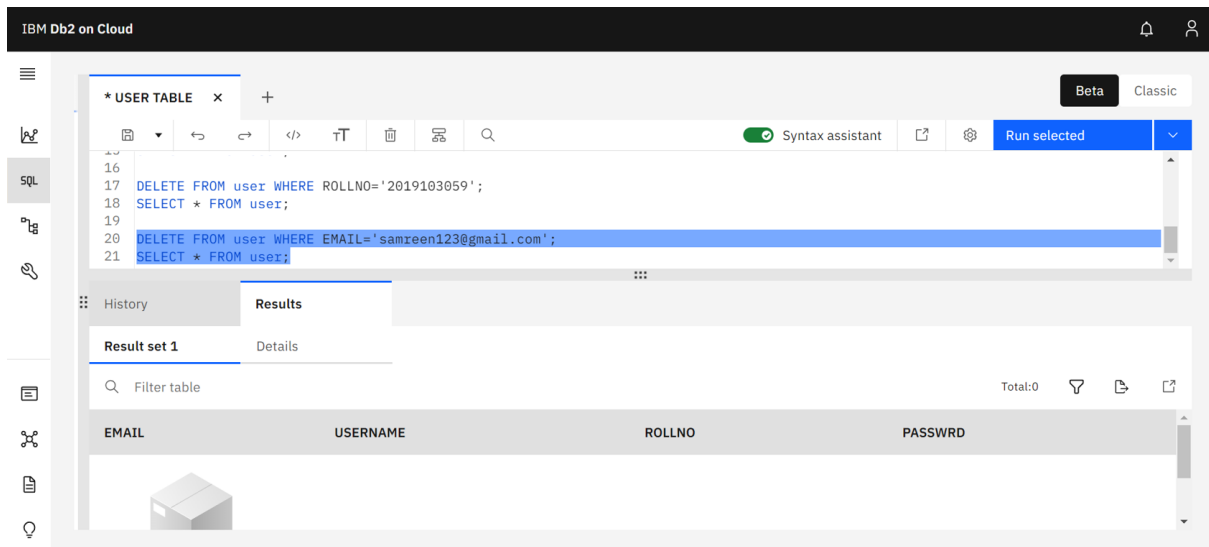 IBM Db2 on Cloud
* USER TABLE ×
Beta Classic
Syntax assistant
Run selected
SQL
16
17 DELETE FROM user WHERE ROLLNO='2019103059';
18 SELECT * FROM user;
19
20 DELETE FROM user WHERE EMAIL='samreen123@gmail.com';
21 SELECT * FROM user;
History Results
Result set 1 Details
Filter table
Total:0
EMAIL USERNAME ROLLNO PASSWRD